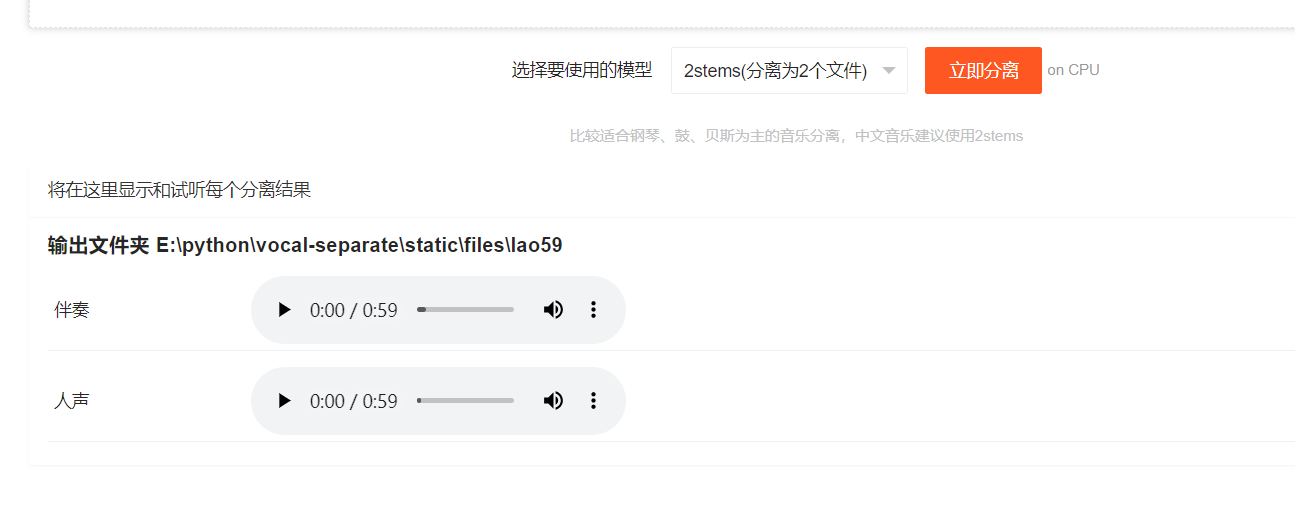 选择要使用的模型 2stems(分离为2个文件) 立即分离 on CPU
比较适合钢琴、鼓、贝斯为主的音乐分离，中文音乐建议使用2stems
将在这里显示和试听每个分离结果
输出文件夹 E:\python\vocal-separate\static\files\lao59
伴奏 0:00 / 0:59
人声 0:00 / 0:59